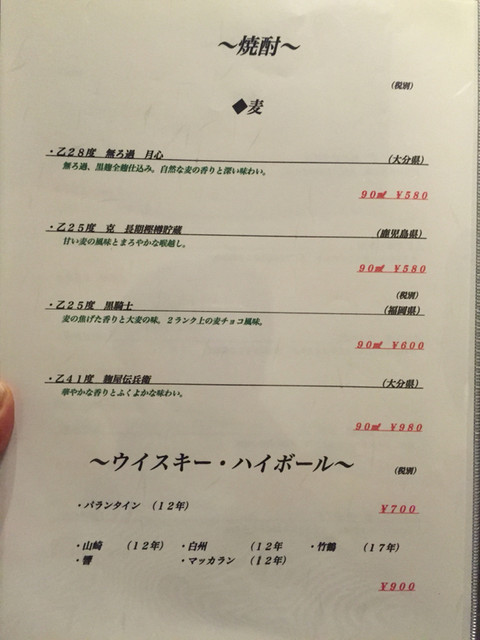 ～焼酎～
（税別）
◆麦
・乙２８度　無ろ過　月心　（大分県）
無ろ過、黒麹全麹仕込み。自然な麦の香りと深い味わい。
９０㎖　￥５８０
・乙２５度　克　長期樫樽貯蔵　（鹿児島県）
甘い麦の風味とまろやかな喉越し。
９０㎖　￥５８０
（税別）
・乙２５度　黒騎士　（福岡県）
麦の焦げた香りと大麦の味。２ランク上の麦チョコ風味。
９０㎖　￥６００
・乙４１度　麹屋伝兵衛　（大分県）
華やかな香りとふくよかな味わい。
９０㎖　￥９８０
～ウイスキー・ハイボール～
（税別）
・バランタイン　（１２年）
￥７００
・山崎　（１２年）　・白州　（１２年　・竹鶴　（１７年）
・響　・マッカラン　（１２年）
￥９００